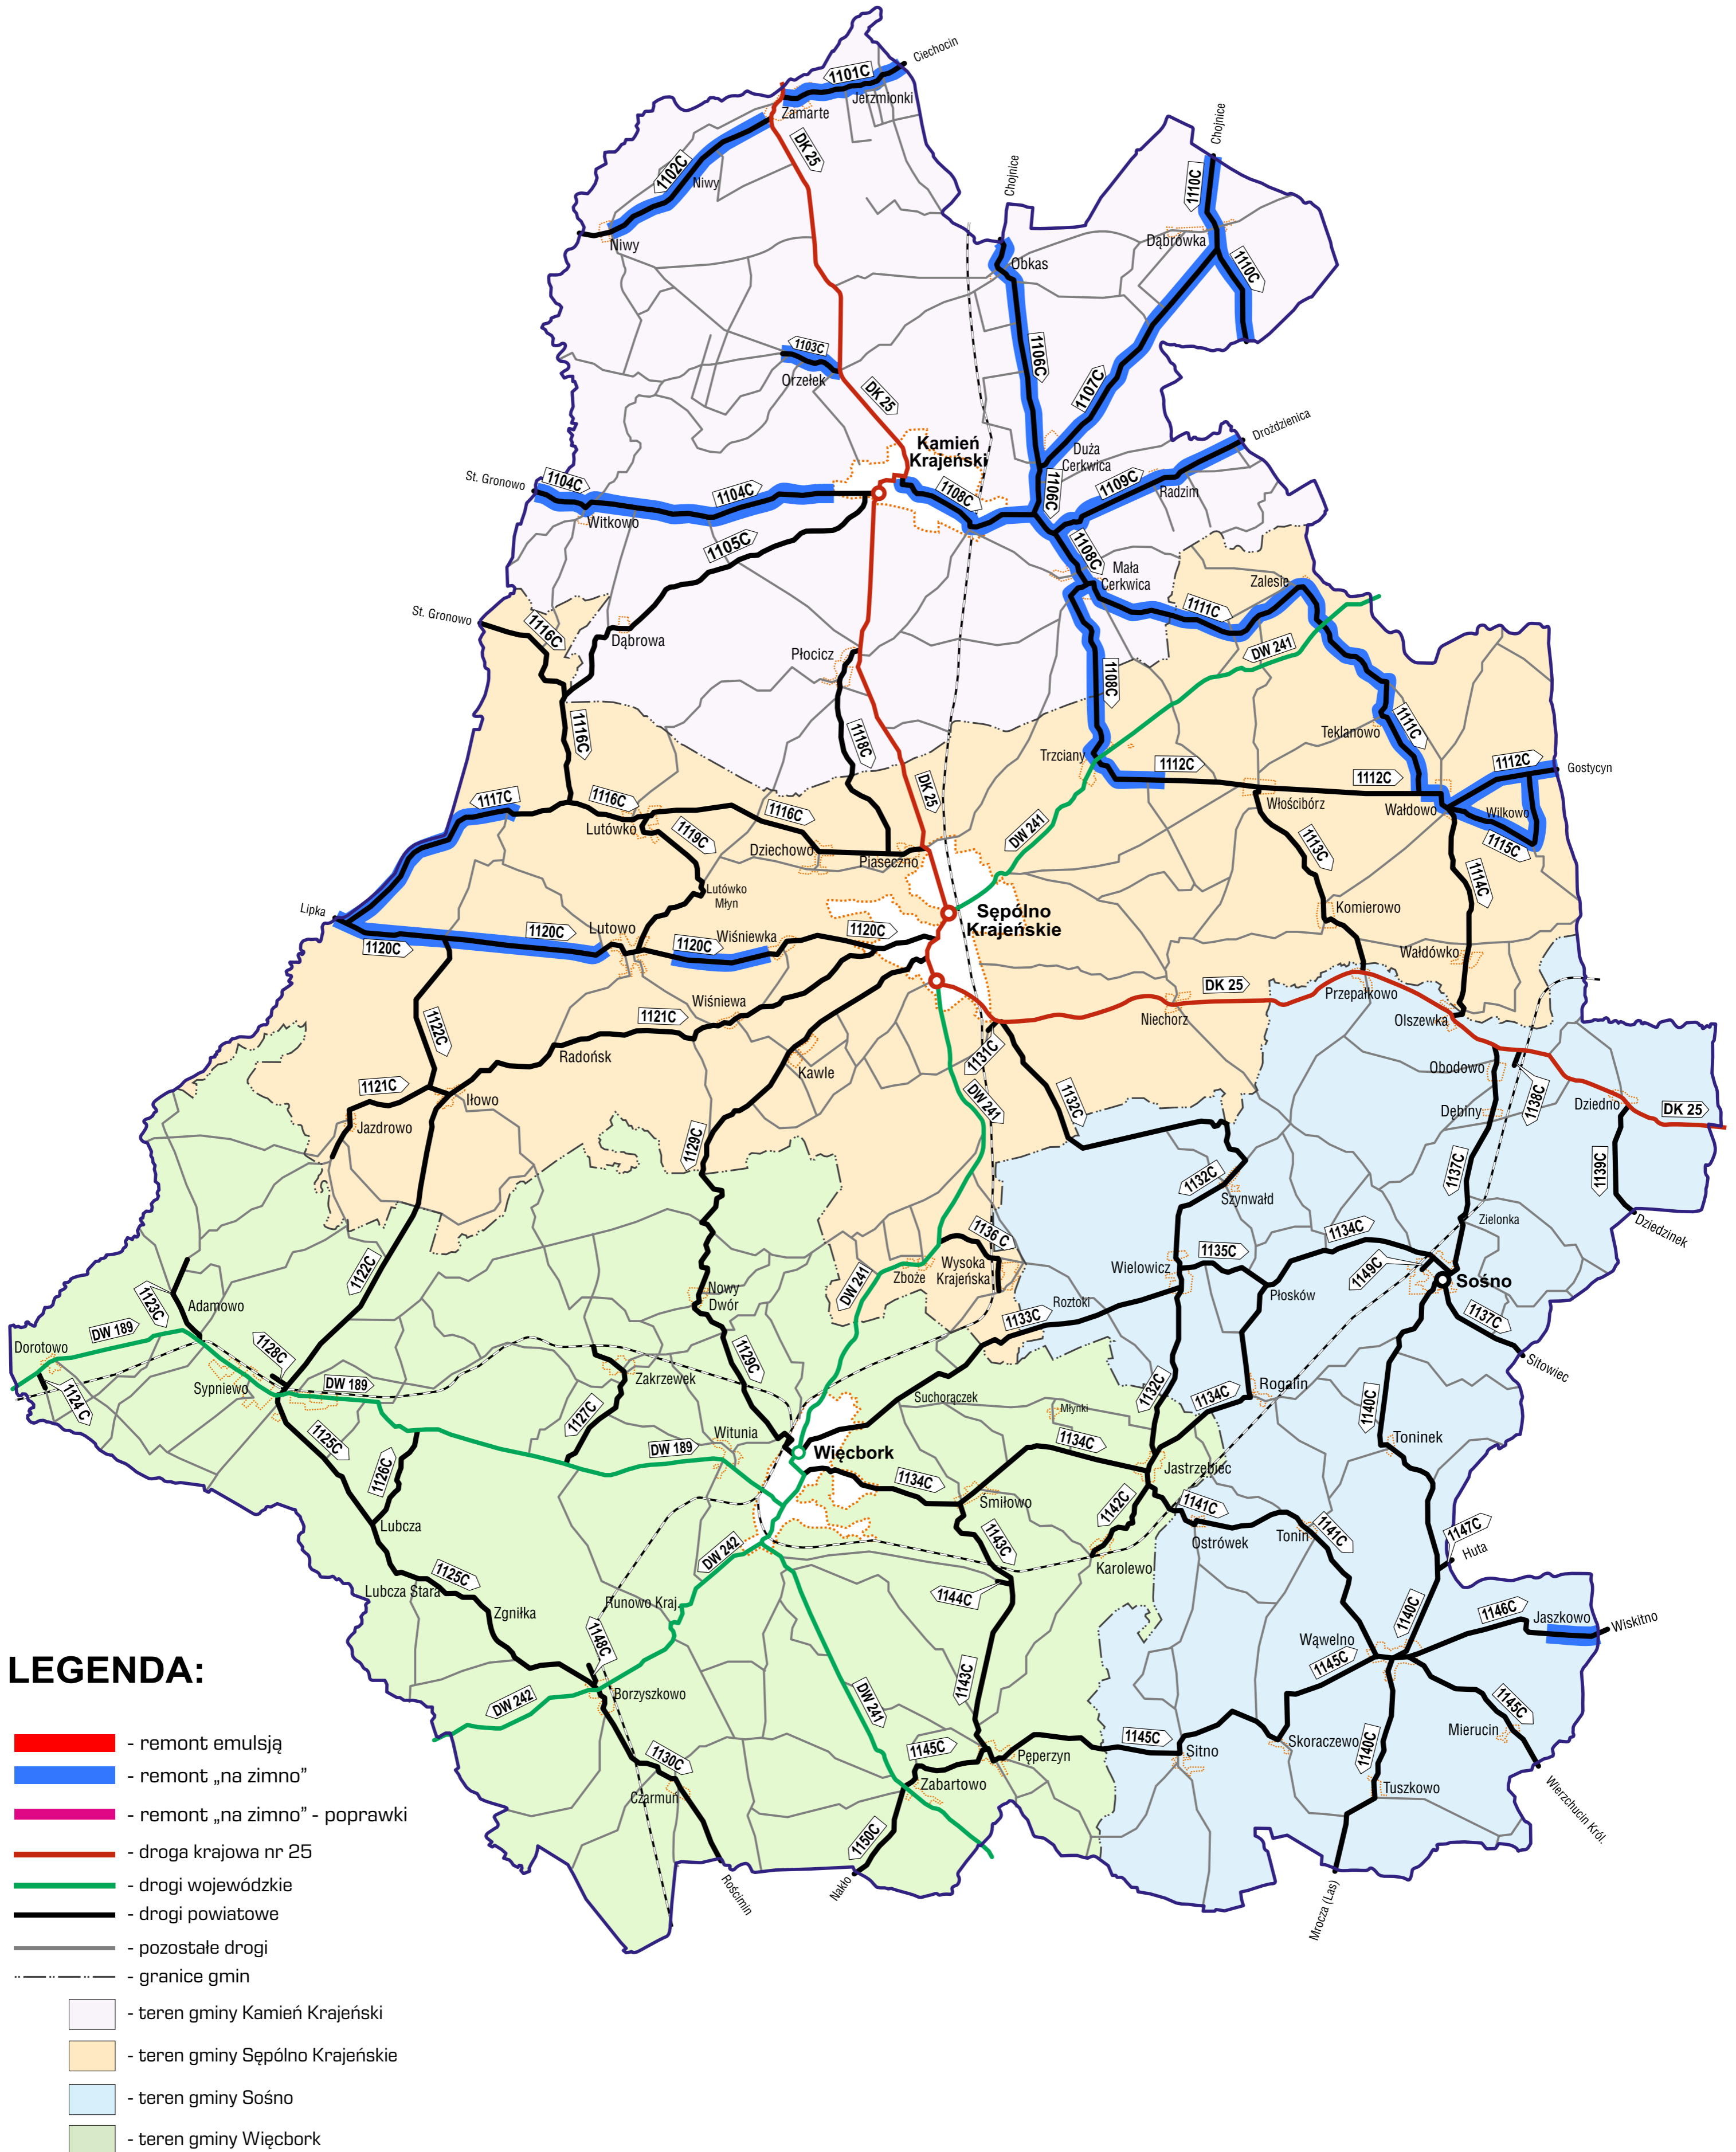 Ciechocin
1101C
Jerzmionki
Zamarte
DK 25
1102C
Niwy
Niwy
Chojnice
Chojnice
1110C
Dąbrówka
1110C
Obkas
1103C
Orzełek
1106C
1107C
DK 25
Kamień
Krajeński
Duża
Cerkwica
Drożdzienica
St. Gronowo
1104C
1104C
Witkowo
1108C
1106C
1109C
Radzim
1105C
1108C
Mała
Cerkwica
Zalesie
St. Gronowo
1116C
Dąbrowa
1111C
DW 241
Płocicz
1108C
1116C
1118C
Teklanowo
1111C
Trzciany
1112C
1112C
1112C
Gostycyn
DK 25
1117C
1116C
1116C
Lutówko
1119C
Dziechowo
Piaseczno
DW 241
Włościbórz
Wałdowo
Wilkowo
1115C
1113C
1114C
Lutówko
Młyn
Lipka
1120C
1120C
Lutowo
1120C
Wiśniewka
1120C
Sępólno
Krajeńskie
Komierowo
Wałdówko
Wiśniewa
1121C
Radońsk
1122C
DK 25
Niechorz
Przepałkowo
Olszewka
1131C
Kawle
DW 241
1132C
Obodowo
1138C
Dębiny
Dziedno
DK 25
1121C
Iłowo
Jazdrowo
1129C
1137C
1139C
1132C
Szynwałd
Zielonka
Dziedzinek
1136 C
1134C
1135C
Wysoka
Krajeńska
Zboże
DW 241
Wielowicz
1149C
Sośno
Płosków
1122C
1123C
Adamowo
Nowy
Dwór
Roztoki
1133C
1137C
Sitowiec
DW 189
Dorotowo
1128C
1129C
1124 C
Sypniewo
DW 189
Zakrzewek
1127C
Suchorączek
Młynki
1132C
1134C
Rogalin
1140C
1125C
1126C
DW 189
Witunia
Więcbork
1134C
1134C
Jastrzębiec
Toninek
Śmiłowo
1142C
1141C
Ostrówek
Tonin
1141C
1147C
Huta
Lubcza
1143C
Karolewo
DW 242
Lubcza Stara
1125C
1144C
Zgniłka
Runowo Kraj.
1140C
1146C
Jaszkowo
Wiskitno
1148C
Wąwelno
1145C
1143C
DW 242
Borzyszkowo
DW 241
1145C
Mierucin
1130C
1145C
Pęperzyn
1145C
Sitno
Skoraczewo
1140C
Tuszkowo
Wierzchucin Król.
Czarmuń
Zabartowo
1150C
Rościmin
Nakło
Mrocza (Las)
LEGENDA:
- remont emulsją
- remont „na zimno”
- remont „na zimno” - poprawki
- droga krajowa nr 25
- drogi wojewódzkie
- drogi powiatowe
- pozostałe drogi
- granice gmin
- teren gminy Kamień Krajeński
- teren gminy Sępólno Krajeńskie
- teren gminy Sośno
- teren gminy Więcbork